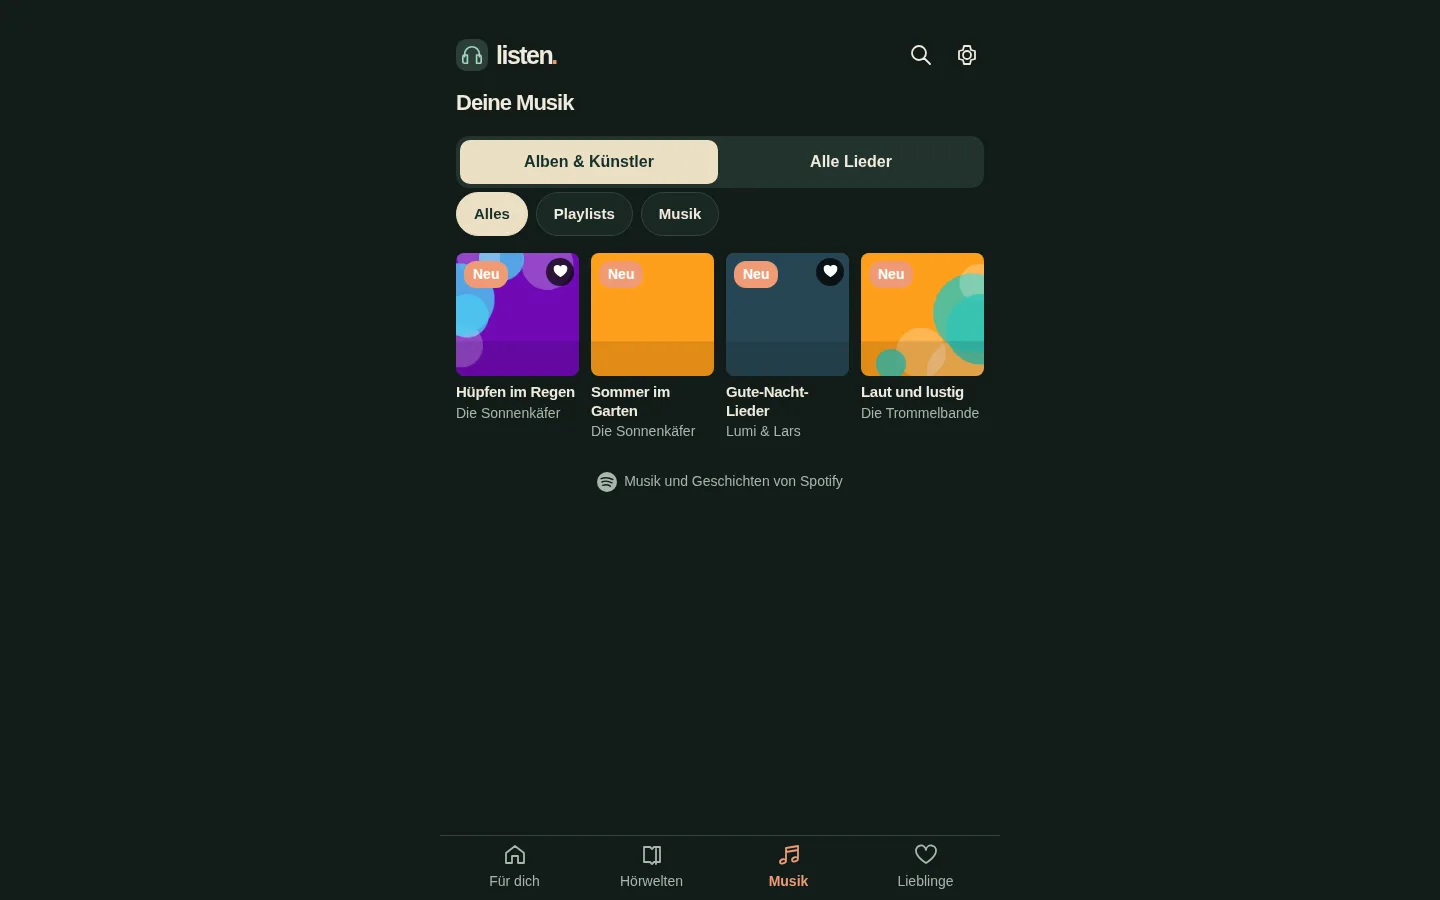 listen.
Deine Musik
Alben & Künstler
Alle Lieder
Alles
Playlists
Musik
Neu
Neu
Neu
Neu
Hüpfen im Regen
Die Sonnenkäfer
Sommer im
Garten
Die Sonnenkäfer
Gute-Nacht-
Lieder
Lumi & Lars
Laut und lustig
Die Trommelbande
Musik und Geschichten von Spotify
Für dich
Hörwelten
Musik
Lieblinge